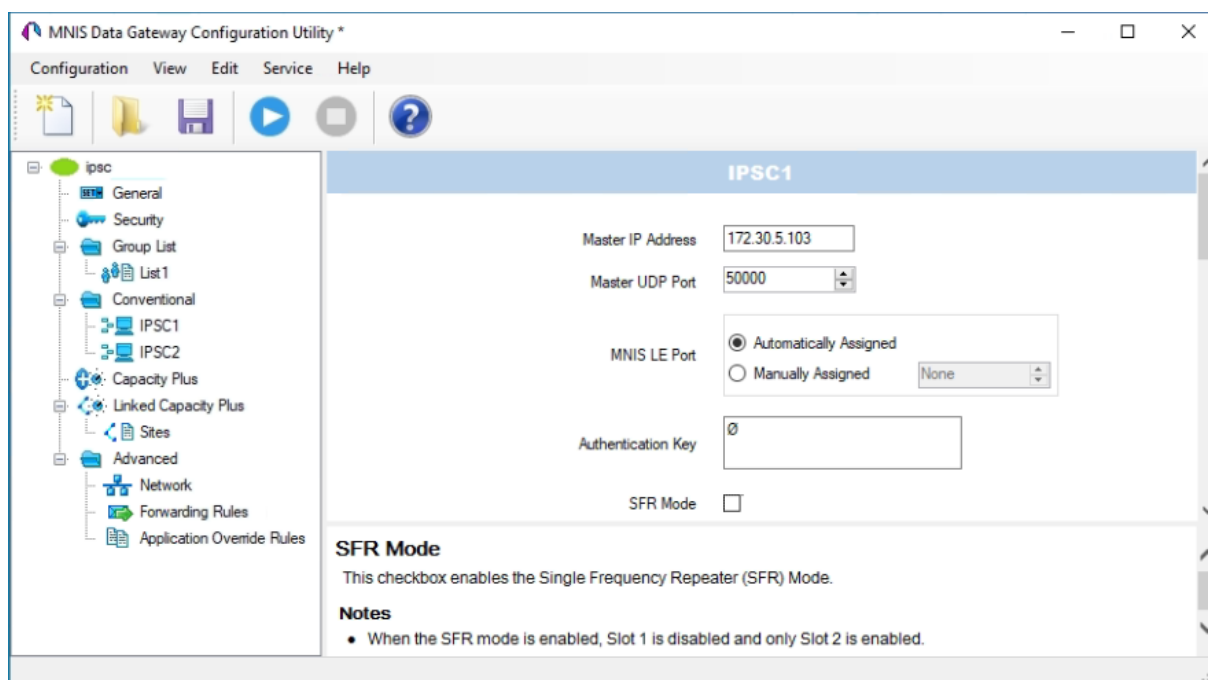 MNIS Data Gateway Configuration Utility *
Configuration View Edit Service Help
ipsc
General
Security
Group List
List1
Conventional
IPSC1
IPSC2
Capacity Plus
Linked Capacity Plus
Sites
Advanced
Network
Forwarding Rules
Application Override Rules
IPSC1
Master IP Address 172.30.5.103
Master UDP Port 50000
MNIS LE Port
Automatically Assigned
Manually Assigned None
Authentication Key Ø
SFR Mode
SFR Mode
This checkbox enables the Single Frequency Repeater (SFR) Mode.
Notes
• When the SFR mode is enabled, Slot 1 is disabled and only Slot 2 is enabled.